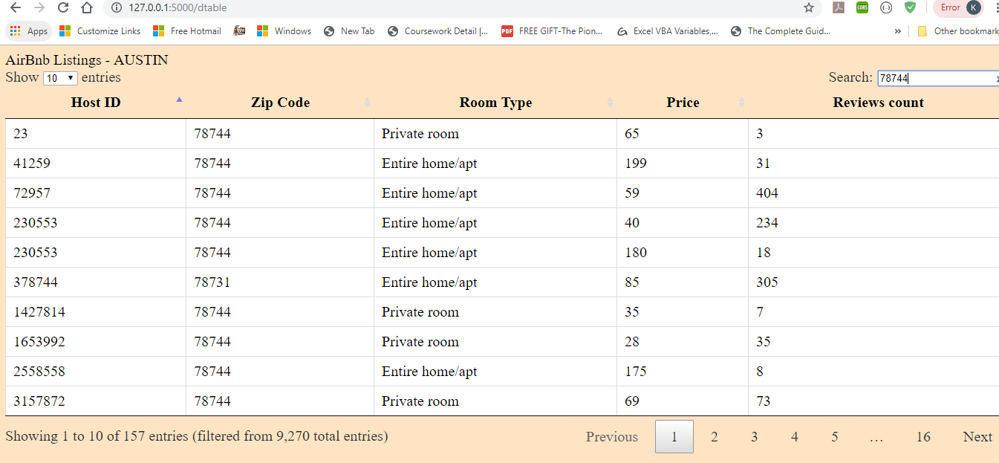 127.0.0.1:5000/dtable Error K
Apps Customize Links Free Hotmail Windows New Tab Coursework Detail |... PDF FREE GIFT-The Pion... Excel VBA Variables,... The Complete Guid... » Other bookmark
AirBnb Listings - AUSTIN
Show 10 entries Search: 78744
Host ID Zip Code Room Type Price Reviews count
23 78744 Private room 65 3
41259 78744 Entire home/apt 199 31
72957 78744 Entire home/apt 59 404
230553 78744 Entire home/apt 40 234
230553 78744 Entire home/apt 180 18
378744 78731 Entire home/apt 85 305
1427814 78744 Private room 35 7
1653992 78744 Private room 28 35
2558558 78744 Entire home/apt 175 8
3157872 78744 Private room 69 73
Showing 1 to 10 of 157 entries (filtered from 9,270 total entries) Previous 1 2 3 4 5 … 16 Next